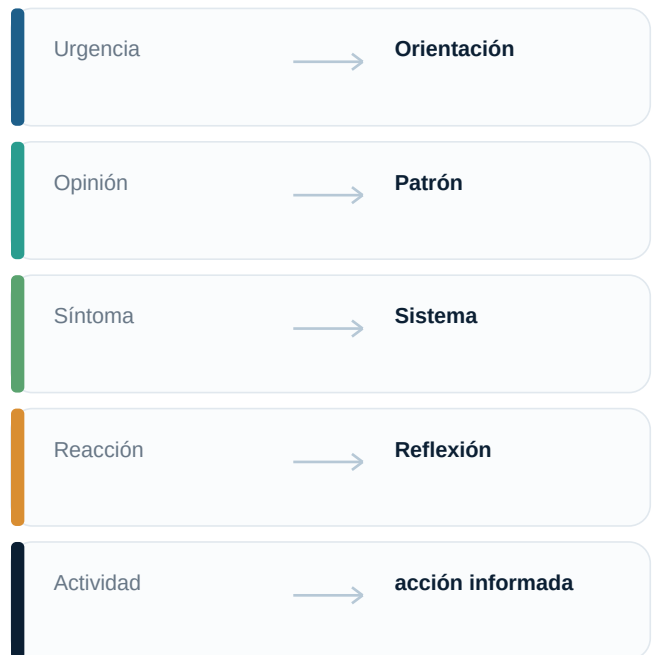 Urgencia → Orientación
Opinión → Patrón
Síntoma → Sistema
Reacción → Reflexión
Actividad → acción informada